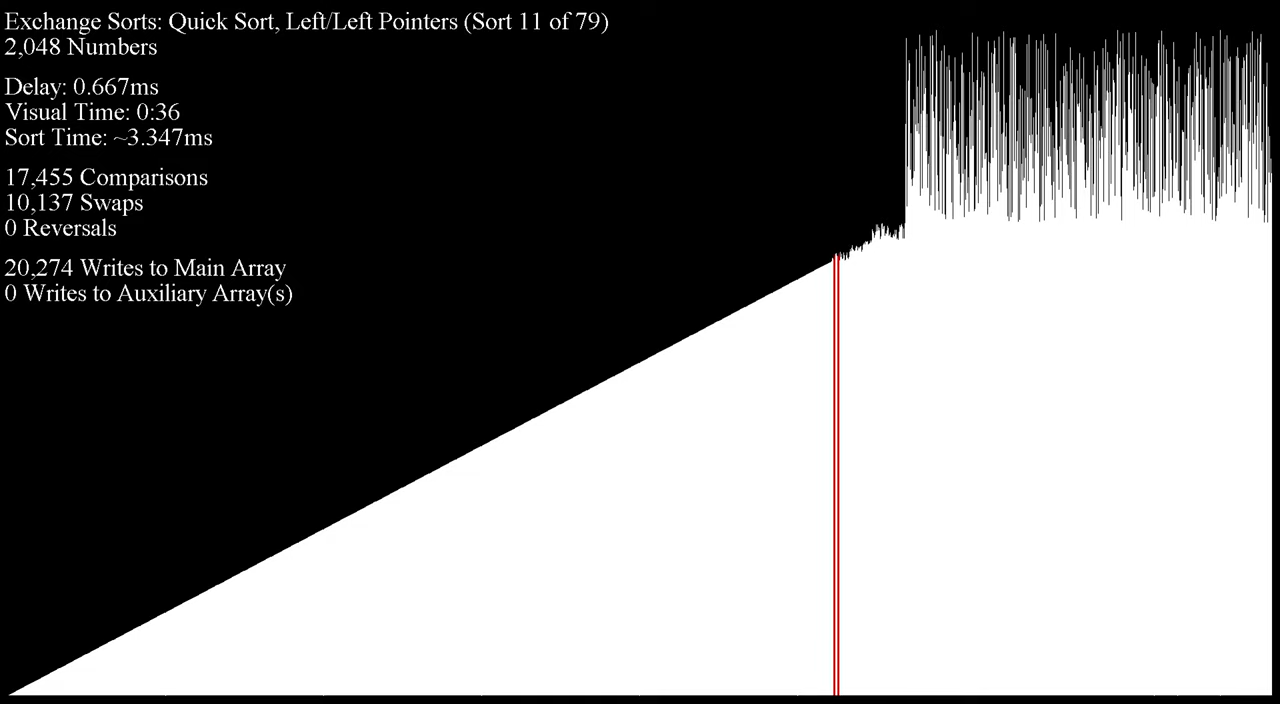 Exchange Sorts: Quick Sort, Left/Left Pointers (Sort 11 of 79)
2,048 Numbers
Delay: 0.667ms
Visual Time: 0:36
Sort Time: ~3.347ms
17,455 Comparisons
10,137 Swaps
0 Reversals
20,274 Writes to Main Array
0 Writes to Auxiliary Array(s)